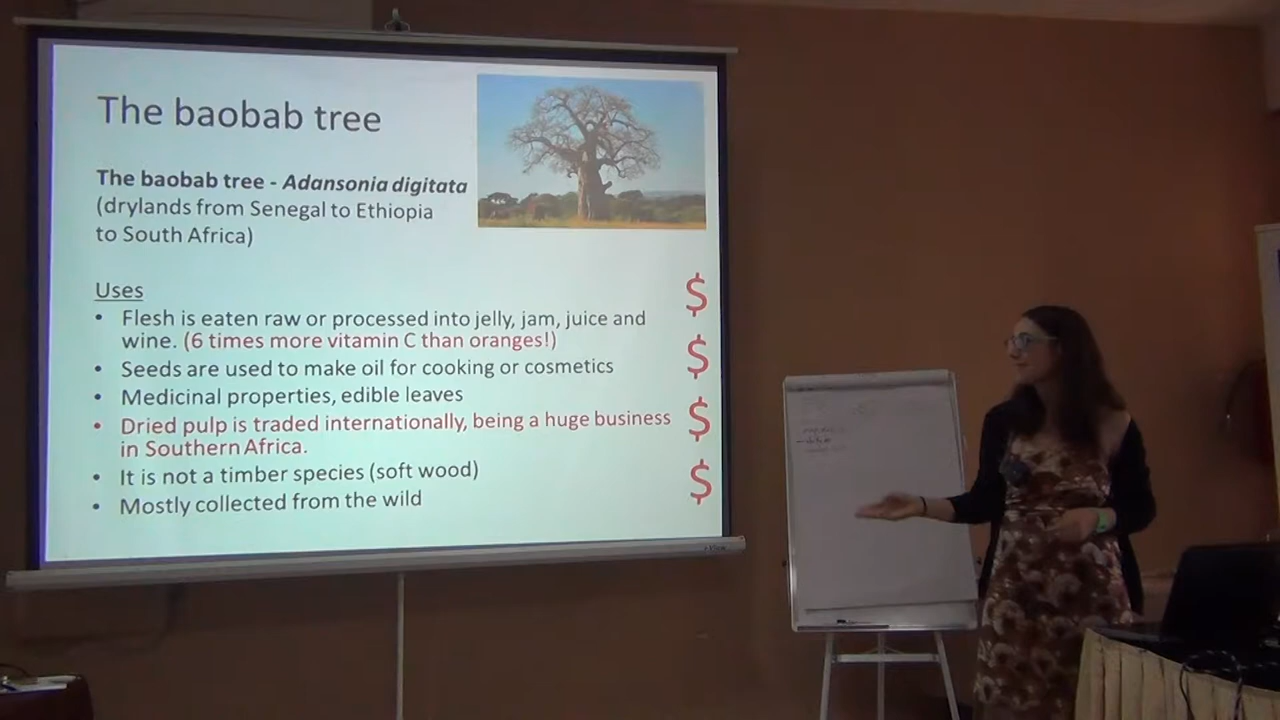 The baobab tree
The baobab tree - Adansonia digitata
(drylands from Senegal to Ethiopia
to South Africa)
Uses
• Flesh is eaten raw or processed into jelly, jam, juice and
wine. (6 times more vitamin C than oranges!)
• Seeds are used to make oil for cooking or cosmetics
• Medicinal properties, edible leaves
• Dried pulp is traded internationally, being a huge business
in Southern Africa.
• It is not a timber species (soft wood)
• Mostly collected from the wild
$
$
$
$